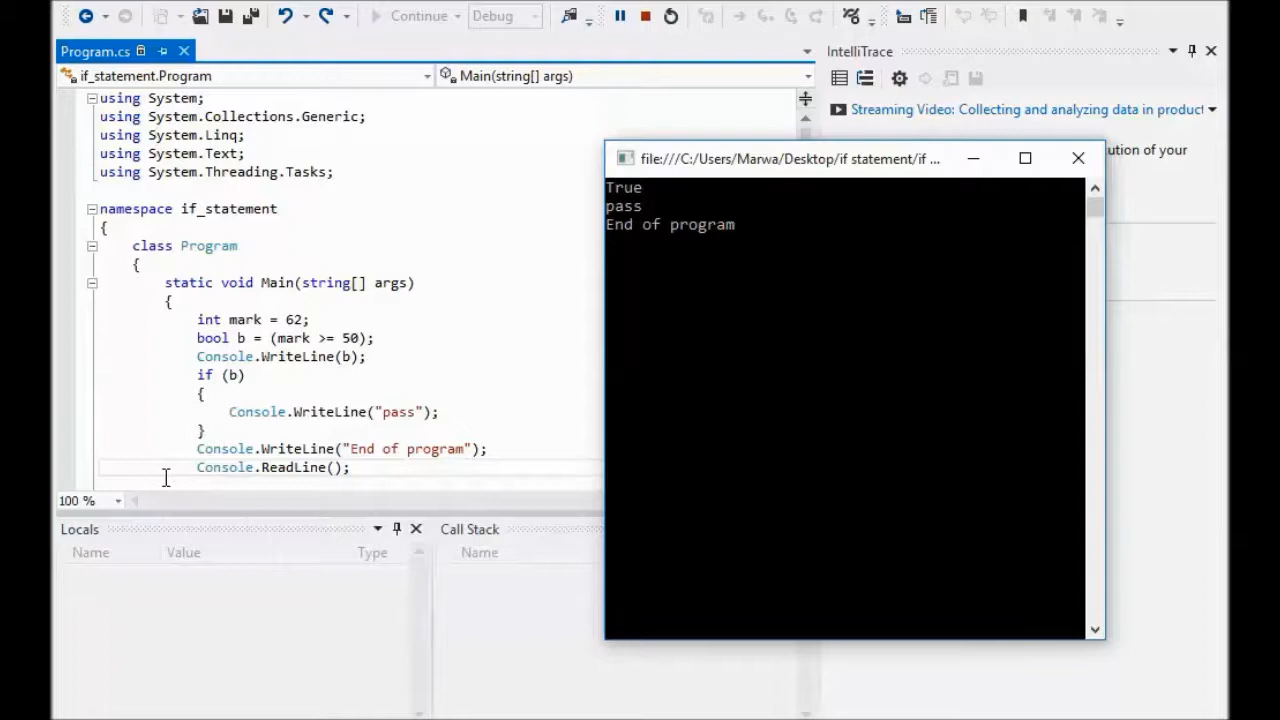 Continue
Debug
Program.cs
IntelliTrace
if_statement.Program
Main(string[] args)
using System;
using System.Collections.Generic;
using System.Linq;
using System.Text;
using System.Threading.Tasks;
namespace if_statement
{
class Program
{
static void Main(string[] args)
{
int mark = 62;
bool b = (mark >= 50);
Console.WriteLine(b);
if (b)
{
Console.WriteLine("pass");
}
Console.WriteLine("End of program");
Console.ReadLine();
100 %
Streaming Video: Collecting and analyzing data in product
ution of your
file:///C:/Users/Marwa/Desktop/if statement/if ...
True
pass
End of program
Locals
Name Value Type
Call Stack
Name